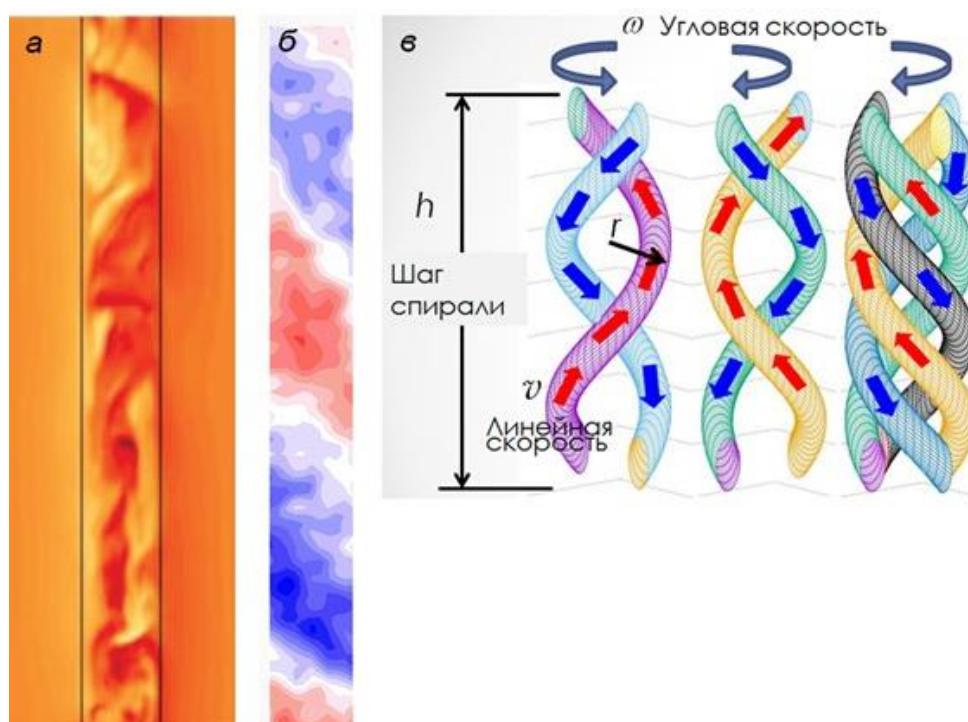 а
б
в
ω Угловая скорость
h
r
Шаг
спирали
v
Линейная
скорость